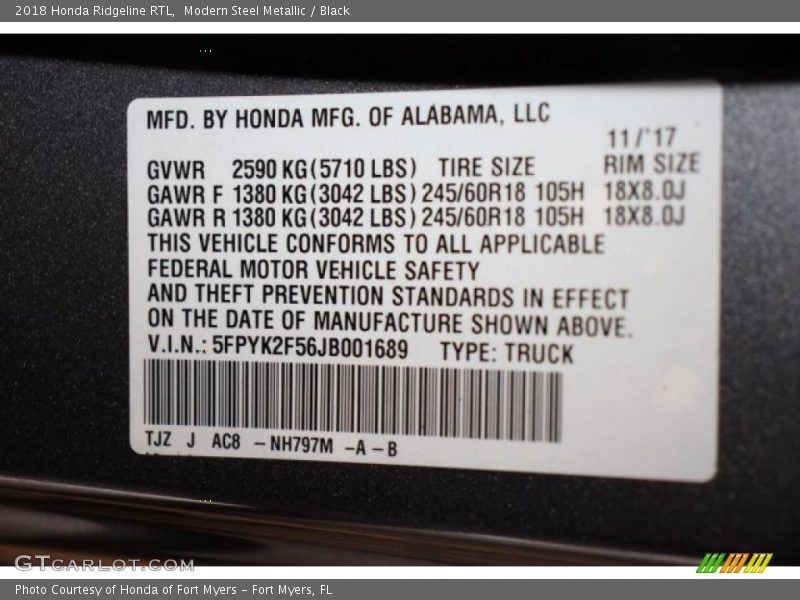 2018 Honda Ridgeline RTL,  Modern Steel Metallic / Black
MFD. BY HONDA MFG. OF ALABAMA, LLC
11/'17
GVWR 2590 KG(5710 LBS) TIRE SIZE RIM SIZE
GAWR F 1380 KG(3042 LBS) 245/60R18 105H 18X8.0J
GAWR R 1380 KG(3042 LBS) 245/60R18 105H 18X8.0J
THIS VEHICLE CONFORMS TO ALL APPLICABLE
FEDERAL MOTOR VEHICLE SAFETY
AND THEFT PREVENTION STANDARDS IN EFFECT
ON THE DATE OF MANUFACTURE SHOWN ABOVE.
V.I.N.: 5FPYK2F56JB001689 TYPE: TRUCK
TJZ J AC8 – NH797M –A – B
GTCARLOT.COM
Photo Courtesy of Honda of Fort Myers – Fort Myers, FL